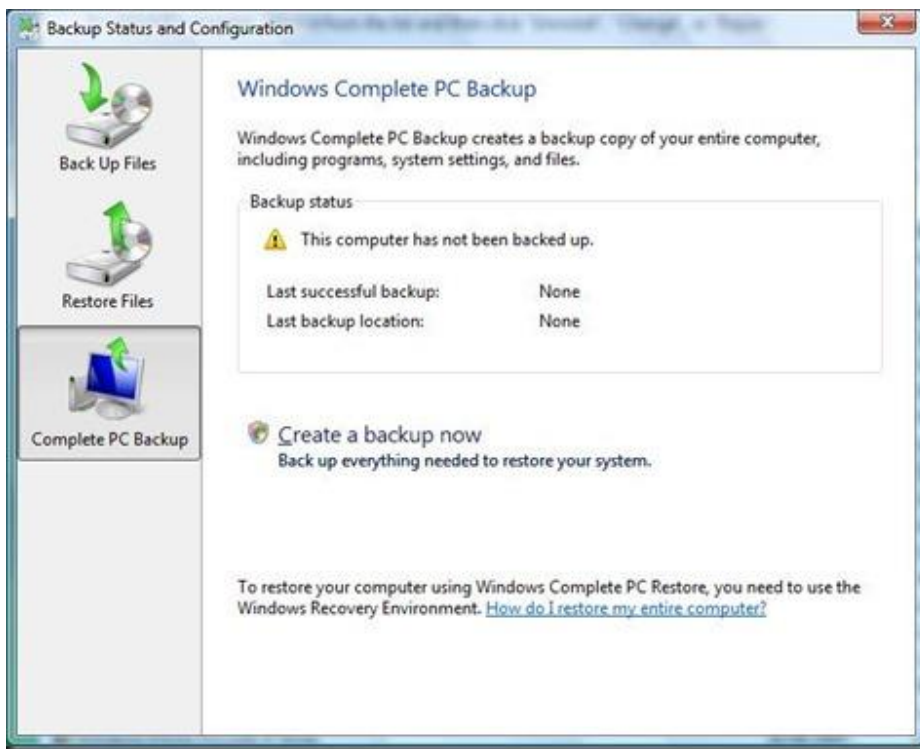 Backup Status and Configuration
Back Up Files
Restore Files
Complete PC Backup
Windows Complete PC Backup
Windows Complete PC Backup creates a backup copy of your entire computer,
including programs, system settings, and files.
Backup status
This computer has not been backed up.
Last successful backup: None
Last backup location: None
Create a backup now
Back up everything needed to restore your system.
To restore your computer using Windows Complete PC Restore, you need to use the
Windows Recovery Environment. How do I restore my entire computer?